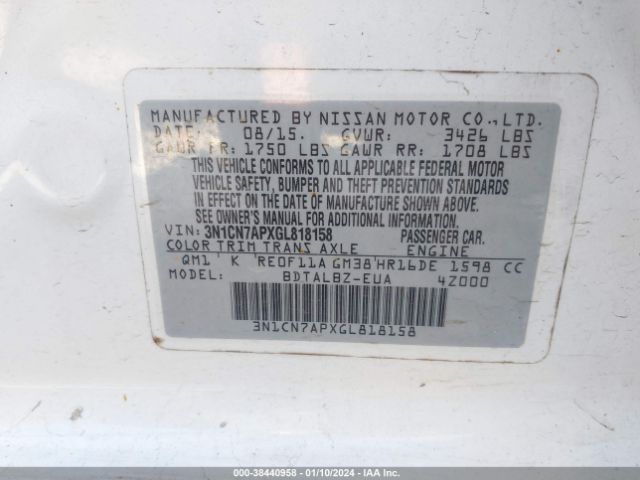 MANUFACTURED BY NISSAN MOTOR CO.,LTD.
08/15. GVWR: 3426 LBS
GAWR FR: 1750 LBS GAWR RR: 1708 LBS
THIS VEHICLE CONFORMS TO ALL APPLICABLE FEDERAL MOTOR
VEHICLE SAFETY, BUMPER AND THEFT PREVENTION STANDARDS
IN EFFECT ON THE DATE OF MANUFACTURE SHOWN ABOVE.
SEE OWNER'S MANUAL FOR ADDITIONAL INFORMATION.
VIN: 3N1CN7APXGL818158 PASSENGER CAR.
COLOR TRIM TRANS AXLE ENGINE
QM1' K 'RE0F11A GM38'HR16DE 1598 CC
MODEL: BDTALBZ-EUA 4Z000
3N1CN7APXGL818158
000-38440958 - 01/10/2024 - IAA Inc.